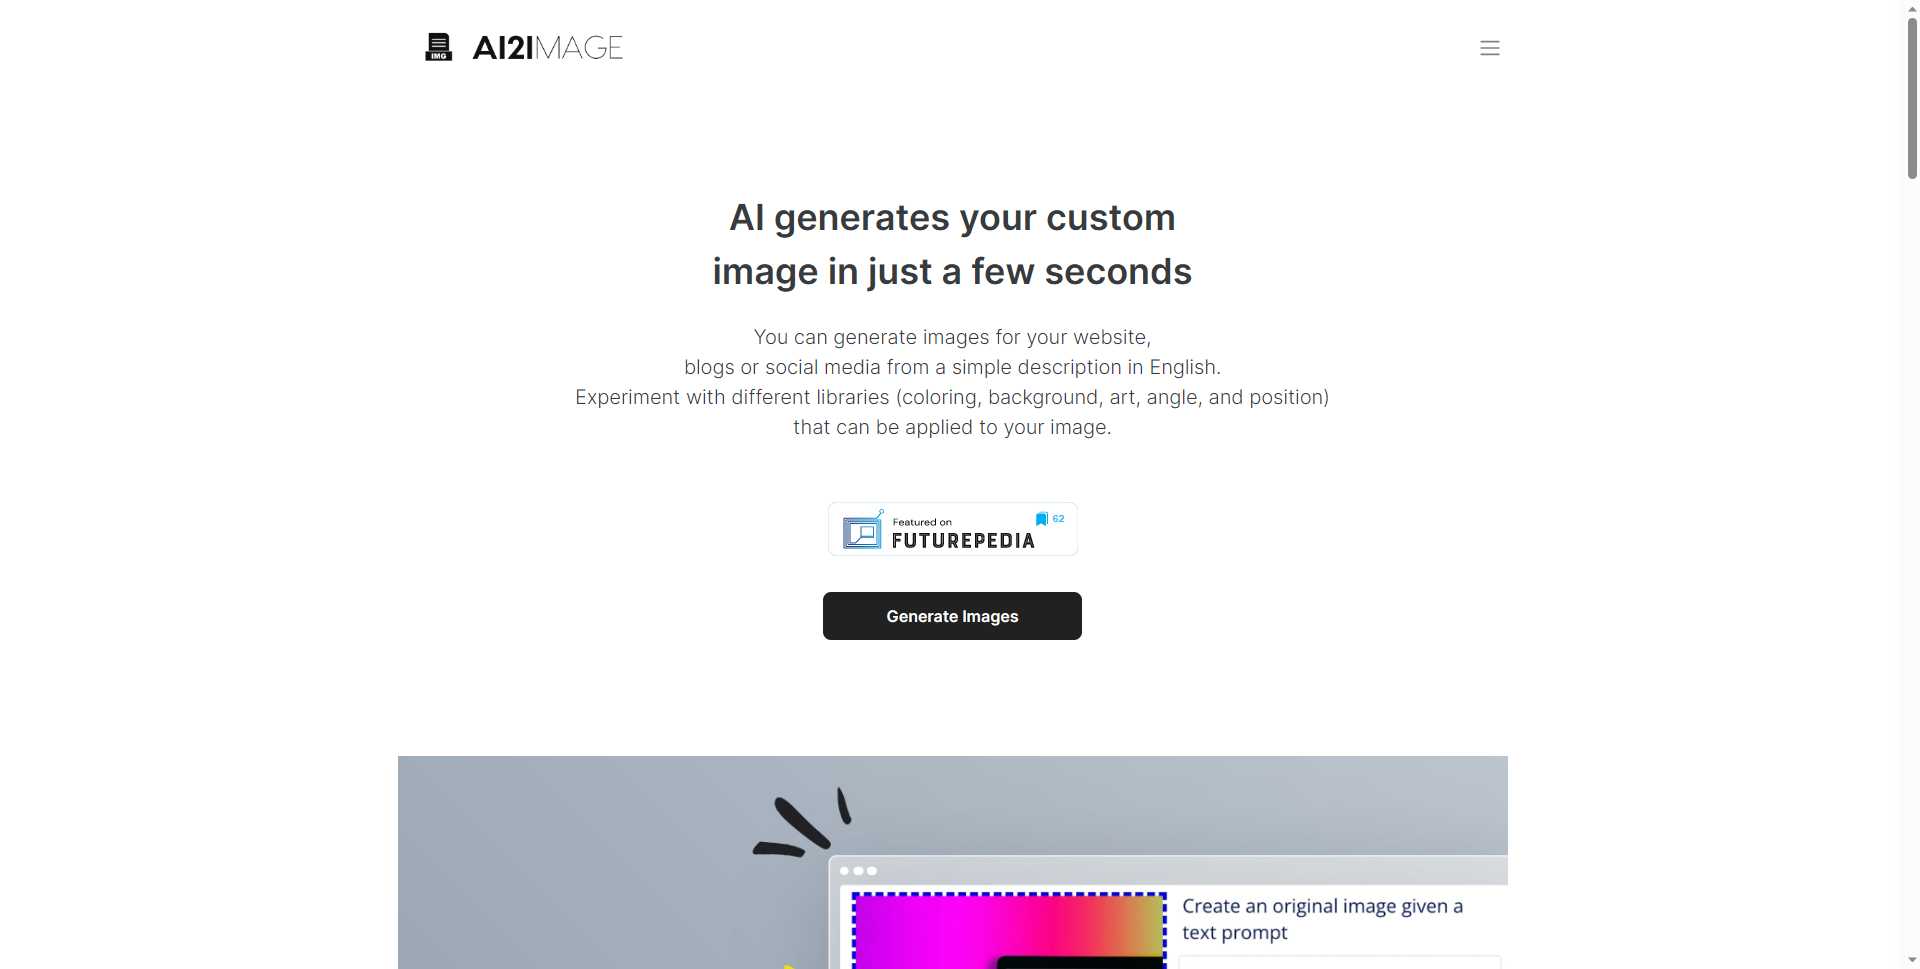 IMG
AI2IMAGE
AI generates your custom
image in just a few seconds
You can generate images for your website,
blogs or social media from a simple description in English.
Experiment with different libraries (coloring, background, art, angle, and position)
that can be applied to your image.
Featured on
62
FUTUREPEDIA
Generate Images
Create an original image given a
text prompt